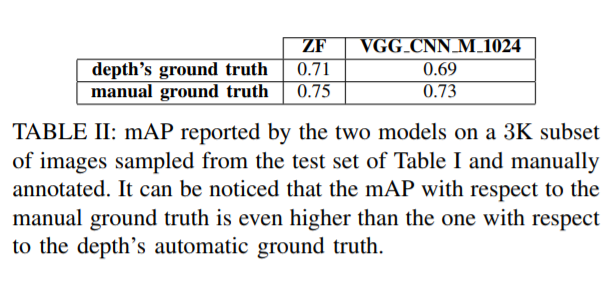 ZF VGG_CNN_M_1024
depth's ground truth 0.71 0.69
manual ground truth 0.75 0.73
TABLE II: mAP reported by the two models on a 3K subset
of images sampled from the test set of Table I and manually
annotated. It can be noticed that the mAP with respect to the
manual ground truth is even higher than the one with respect
to the depth's automatic ground truth.